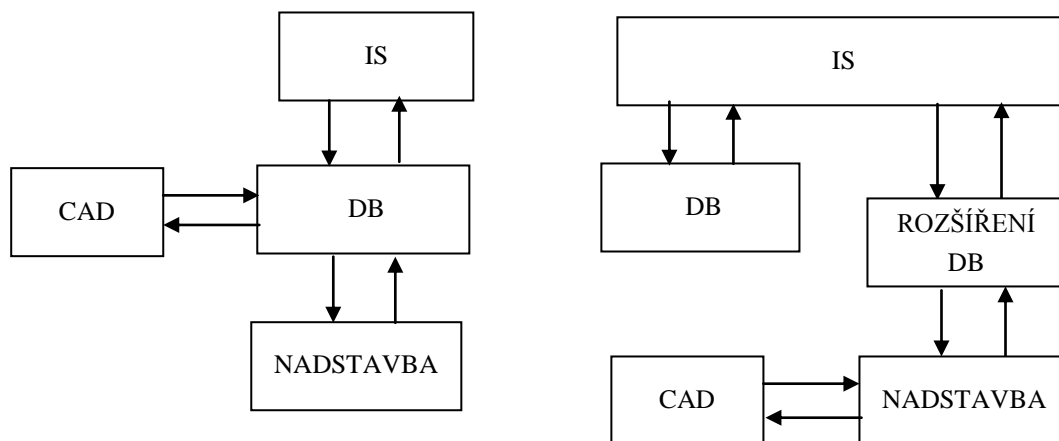 IS
CAD
DB
NADSTAVBA
IS
DB
ROZŠÍŘENÍ
DB
CAD
NADSTAVBA